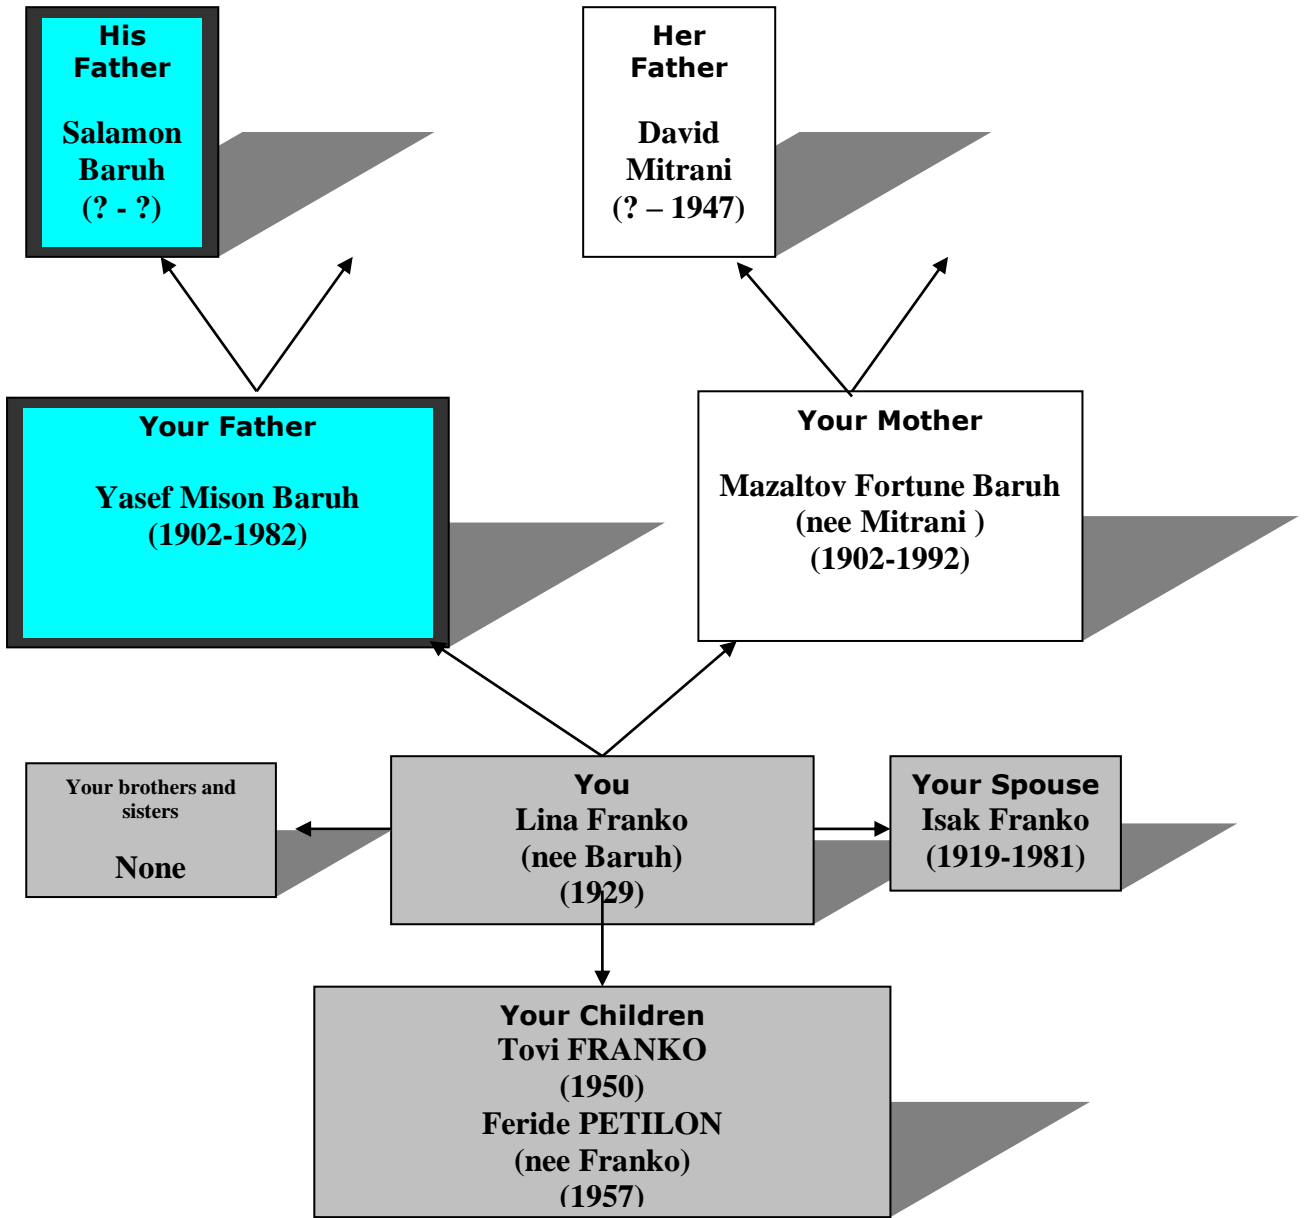 His
Father
Salamon
Baruh
(? - ?)
Her
Father
David
Mitrani
(? – 1947)
Your Father
Yasef Mison Baruh
(1902-1982)
Your Mother
Mazaltov Fortune Baruh
(nee Mitrani )
(1902-1992)
Your brothers and
sisters
None
You
Lina Franko
(nee Baruh)
(1929)
Your Spouse
Isak Franko
(1919-1981)
Your Children
Tovi FRANKO
(1950)
Feride PETILON
(nee Franko)
(1957)